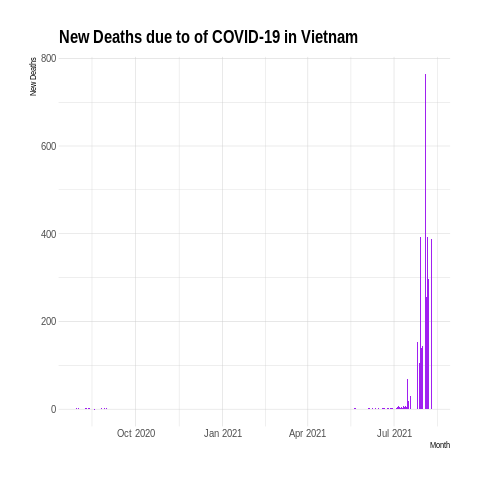 New Deaths due to of COVID-19 in Vietnam
New Deaths
800
600
400
200
0
Oct 2020 Jan 2021 Apr 2021 Jul 2021
Month